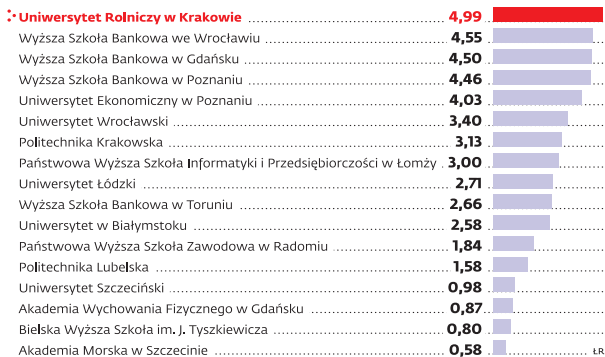 Uniwersytet Rolniczy w Krakowie 4,99
Wyższa Szkoła Bankowa we Wrocławiu 4,55
Wyższa Szkoła Bankowa w Gdańsku 4,50
Wyższa Szkoła Bankowa w Poznaniu 4,46
Uniwersytet Ekonomiczny w Poznaniu 4,03
Uniwersytet Wrocławski 3,40
Politechnika Krakowska 3,13
Państwowa Wyższa Szkoła Informatyki i Przedsiębiorczości w Łomży 3,00
Uniwersytet Łódzki 2,71
Wyższa Szkoła Bankowa w Toruniu 2,66
Uniwersytet w Białymstoku 2,58
Państwowa Wyższa Szkoła Zawodowa w Radomiu 1,84
Politechnika Lubelska 1,58
Uniwersytet Szczeciński 0,98
Akademia Wychowania Fizycznego w Gdańsku 0,87
Bielska Wyższa Szkoła im. J. Tyszkiewicza 0,80
Akademia Morska w Szczecinie 0,58 ŁR